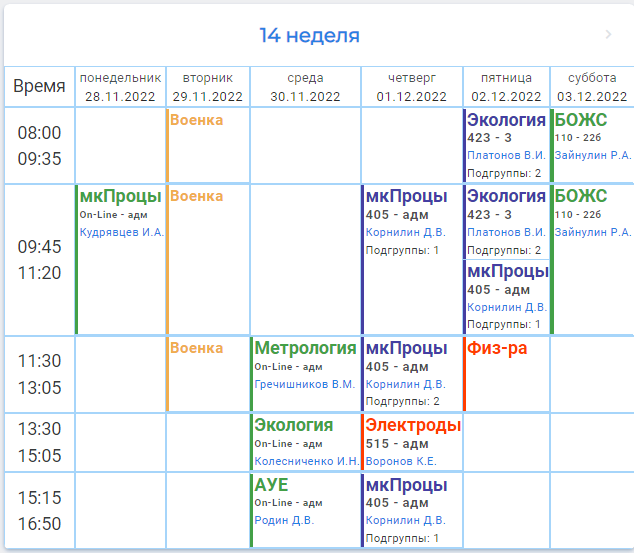 14 неделя
Время
понедельник
28.11.2022
вторник
29.11.2022
среда
30.11.2022
четверг
01.12.2022
пятница
02.12.2022
суббота
03.12.2022
08:00
09:35
Военка
Экология
423 - 3
Платонов В.И.
Подгруппы: 2
БОЖС
110 - 22б
Зайнулин Р.А.
09:45
11:20
мкПроцы
On-Line - адм
Кудрявцев И.А.
Военка
мкПроцы
405 - адм
Корнилин Д.В.
Подгруппы: 1
Экология
423 - 3
Платонов В.И.
Подгруппы: 2
мкПроцы
405 - адм
Корнилин Д.В.
Подгруппы: 1
БОЖС
110 - 22б
Зайнулин Р.А.
11:30
13:05
Военка
Метрология
On-Line - адм
Гречишников В.М.
мкПроцы
405 - адм
Корнилин Д.В.
Подгруппы: 2
Физ-ра
13:30
15:05
Экология
On-Line - адм
Колесниченко И.Н.
Электроды
515 - адм
Воронов К.Е.
15:15
16:50
АУЕ
On-Line - адм
Родин Д.В.
мкПроцы
405 - адм
Корнилин Д.В.
Подгруппы: 1